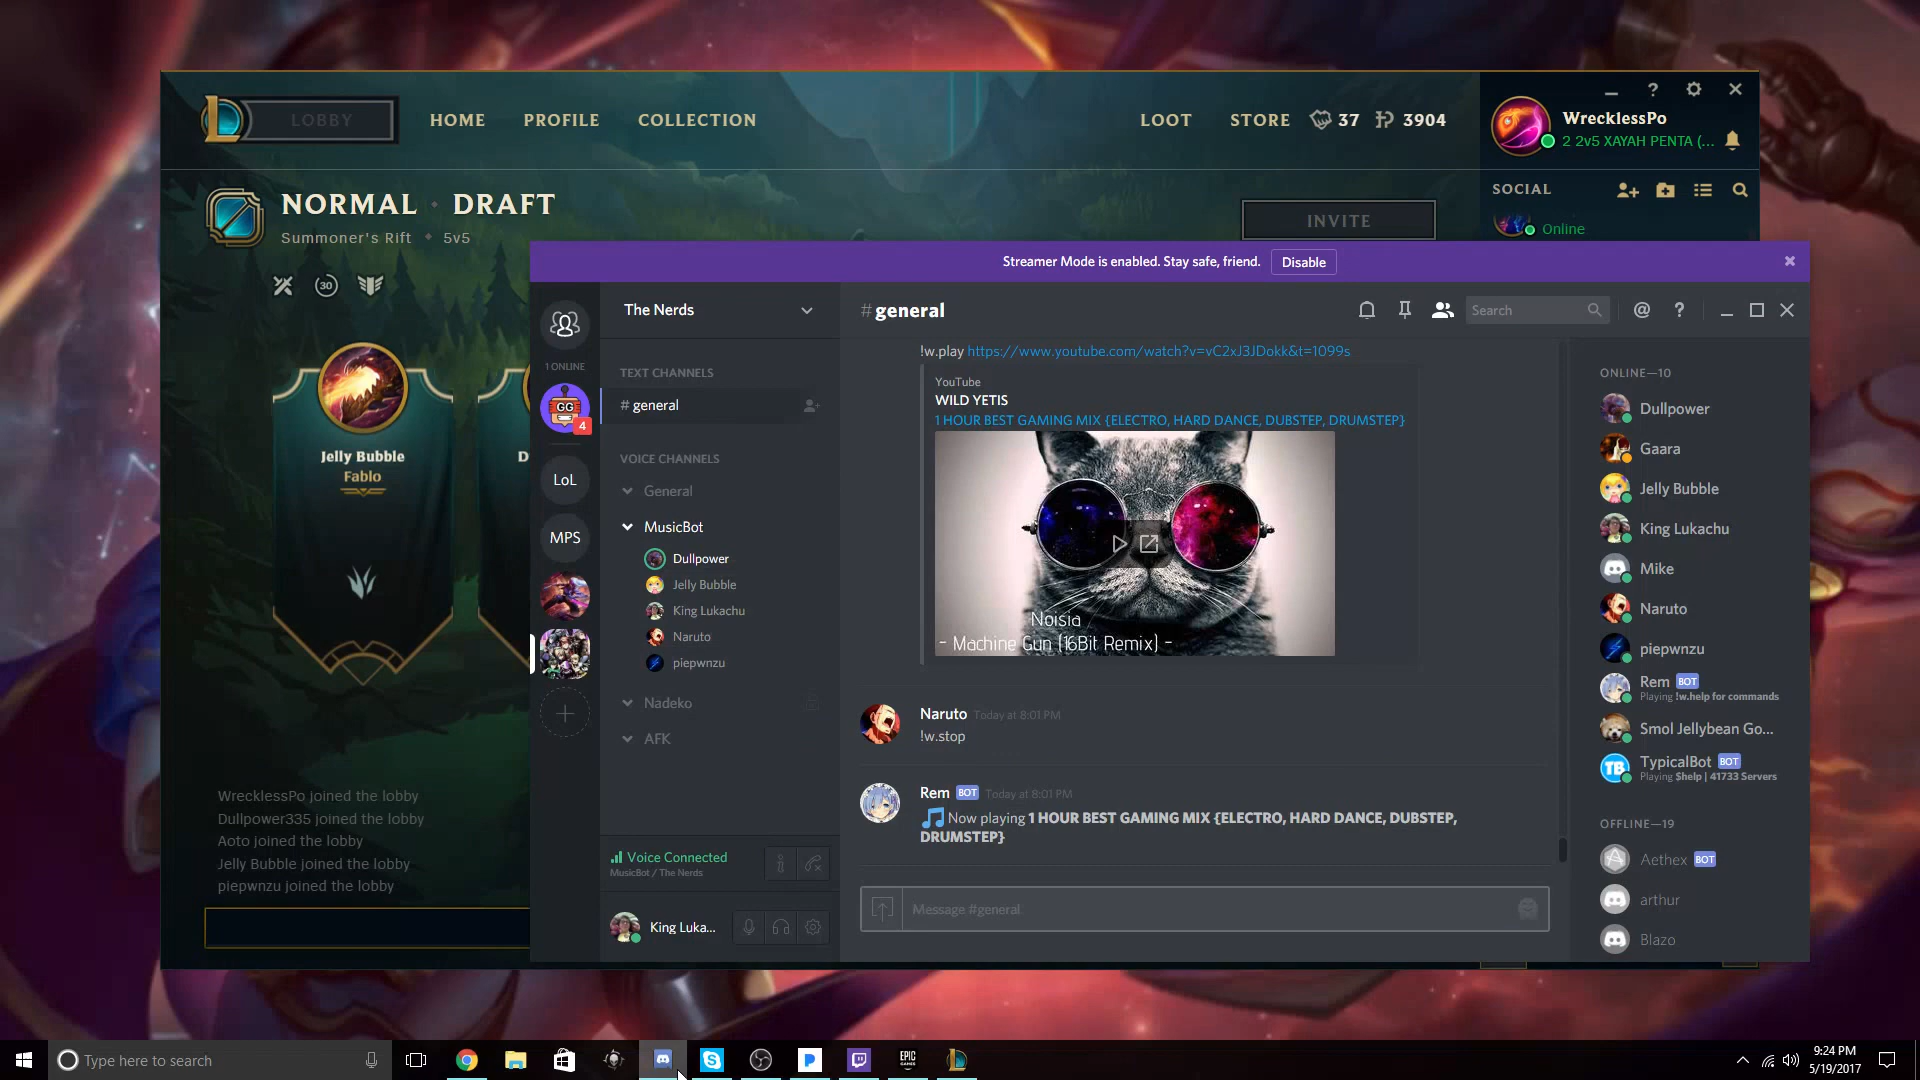 LOBBY
HOME
PROFILE
COLLECTION
LOOT
STORE
37
3904
WrecklessPo
2 2v5 XAYAH PENTA (...
SOCIAL
Online
NORMAL • DRAFT
Summoner's Rift • 5v5
INVITE
30
Jelly Bubble
Fablo
D
WrecklessPo joined the lobby
Dullpower335 joined the lobby
Aoto joined the lobby
Jelly Bubble joined the lobby
piepwnzu joined the lobby
Streamer Mode is enabled. Stay safe, friend.
Disable
1 ONLINE
GG
4
LoL
MPS
The Nerds
TEXT CHANNELS
# general
VOICE CHANNELS
General
MusicBot
Dullpower
Jelly Bubble
King Lukachu
Naruto
piepwnzu
Nadeko
AFK
Voice Connected
MusicBot / The Nerds
King Luka...
#general
Search
!w.play https://www.youtube.com/watch?v=vC2xJ3JDokk&t=1099s
YouTube
WILD YETIS
1 HOUR BEST GAMING MIX {ELECTRO, HARD DANCE, DUBSTEP, DRUMSTEP}
Noisia
- Machine Gun (16Bit Remix) -
Naruto Today at 8:01 PM
!w.stop
Rem BOT Today at 8:01 PM
Now playing 1 HOUR BEST GAMING MIX {ELECTRO, HARD DANCE, DUBSTEP,
DRUMSTEP}
Message #general
ONLINE—10
Dullpower
Gaara
Jelly Bubble
King Lukachu
Mike
Naruto
piepwnzu
Rem BOT
Playing !w.help for commands
Smol Jellybean Go...
TB
TypicalBot BOT
Playing $help | 41733 Servers
OFFLINE—19
Aethex BOT
arthur
Blazo
Type here to search
EPIC
GAMES
9:24 PM
5/19/2017